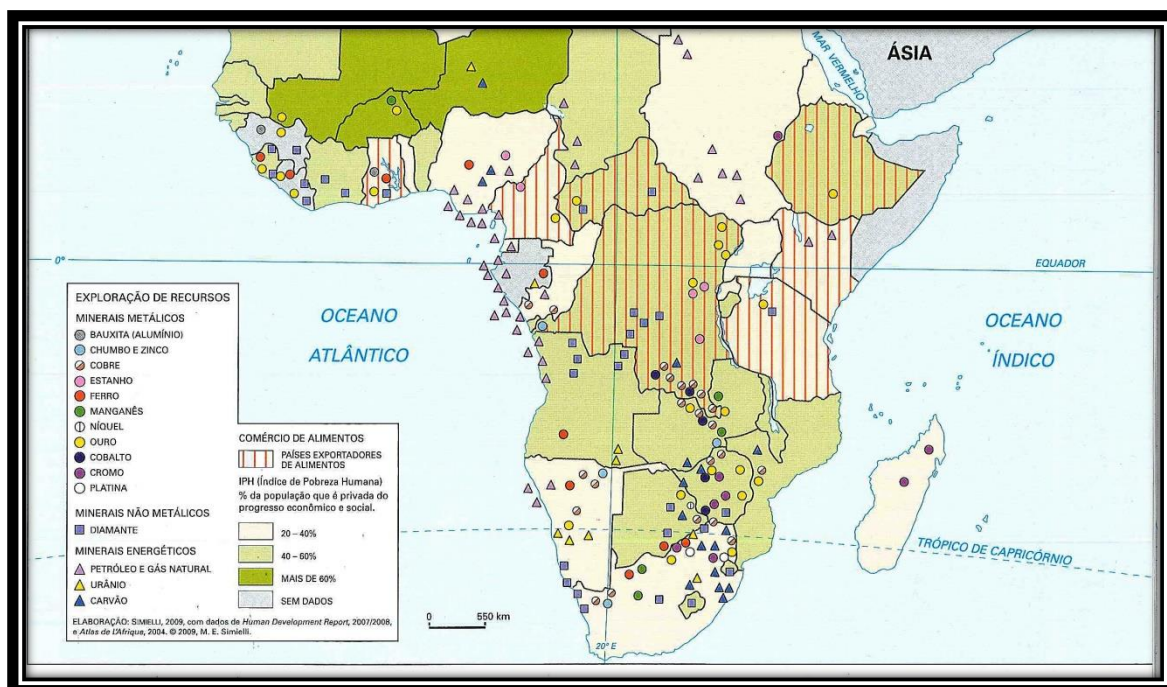 ÁSIA
MAR VERMELHO
0°
EQUADOR
OCEANO
ATLÂNTICO
OCEANO
ÍNDICO
TRÓPICO DE CAPRICÓRNIO
EXPLORAÇÃO DE RECURSOS
MINERAIS METÁLICOS
BAUXITA (ALUMÍNIO)
CHUMBO E ZINCO
COBRE
ESTANHO
FERRO
MANGANÊS
NÍQUEL
OURO
COBALTO
CROMO
PLATINA
MINERAIS NÃO METÁLICOS
DIAMANTE
MINERAIS ENERGÉTICOS
PETRÓLEO E GÁS NATURAL
URÂNIO
CARVÃO
COMÉRCIO DE ALIMENTOS
PAÍSES EXPORTADORES
DE ALIMENTOS
IPH (Índice de Pobreza Humana)
% da população que é privada do
progresso econômico e social.
20 – 40%
40 – 60%
MAIS DE 60%
SEM DADOS
ELABORAÇÃO: SIMIELLI, 2009, com dados de Human Development Report, 2007/2008,
e Atlas de L'Afrique, 2004. © 2009, M. E. Simielli.
0 550 km
20° E